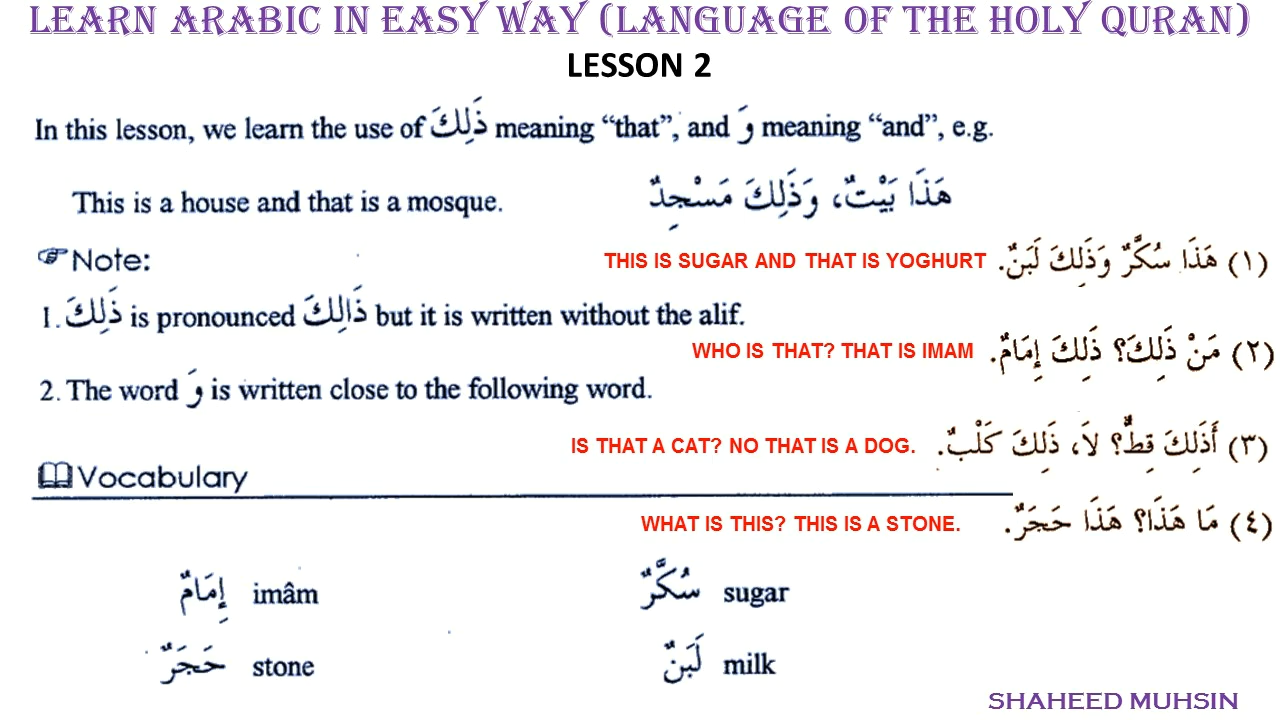 LEARN ARABIC IN EASY WAY (LANGUAGE OF THE HOLY QURAN)
LESSON 2
In this lesson, we learn the use of ذَلِكَ meaning “that”, and وَ meaning “and”, e.g.
This is a house and that is a mosque. هَذَا بَيْتٌ، وَذَلِكَ مَسْجِدٌ
Note:
THIS IS SUGAR AND THAT IS YOGHURT (١) هَذَا سُكَّرٌ وَذَلِكَ لَبَنٌ.
1. ذَلِكَ is pronounced ذَالِكَ but it is written without the alif.
WHO IS THAT? THAT IS IMAM (٢) مَنْ ذَلِكَ؟ ذَلِكَ إِمَامٌ.
2. The word وَ is written close to the following word.
IS THAT A CAT? NO THAT IS A DOG. (٣) أَذَلِكَ قِطٌّ؟ لاَ، ذَلِكَ كَلْبٌ.
Vocabulary
WHAT IS THIS? THIS IS A STONE. (٤) مَا هَذَا؟ هَذَا حَجَرٌ.
إِمَامٌ imâm سُكَّرٌ sugar
حَجَرٌ stone لَبَنٌ milk
SHAHEED MUHSIN